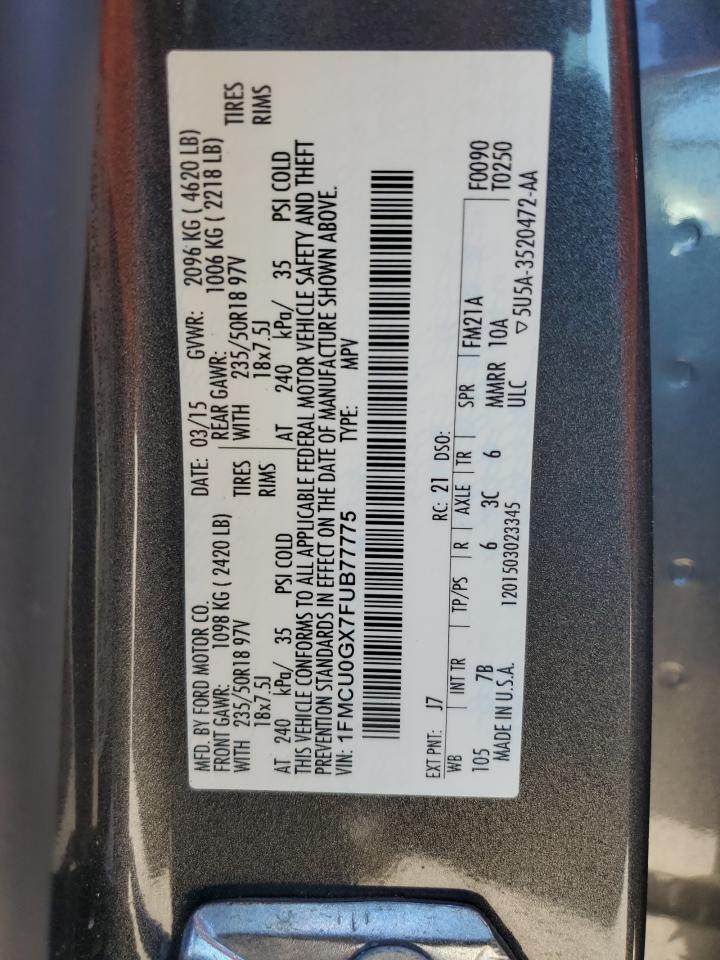 MFD. BY FORD MOTOR CO. DATE: 03/15 GVWR: 2096 KG ( 4620 LB)
FRONT GAWR: 1098 KG ( 2420 LB) REAR GAWR: 1006 KG ( 2218 LB)
WITH 235/50R18 97V TIRES WITH 235/50R18 97V TIRES
18x7.5J RIMS 18x7.5J RIMS
AT 240 kPa/ 35 PSI COLD AT 240 kPa/ 35 PSI COLD
THIS VEHICLE CONFORMS TO ALL APPLICABLE FEDERAL MOTOR VEHICLE SAFETY AND THEFT
PREVENTION STANDARDS IN EFFECT ON THE DATE OF MANUFACTURE SHOWN ABOVE.
VIN: 1FMCU0GX7FUB77775 TYPE: MPV
EXT PNT: J7 RC: 21 DSO: F0090
WB INT TR TP/PS R AXLE TR SPR FM21A T0250
105 7B 6 3C 6 MMRR 10A
MADE IN U.S.A. 1201503023345 ULC ▽5U5A-3520472-AA